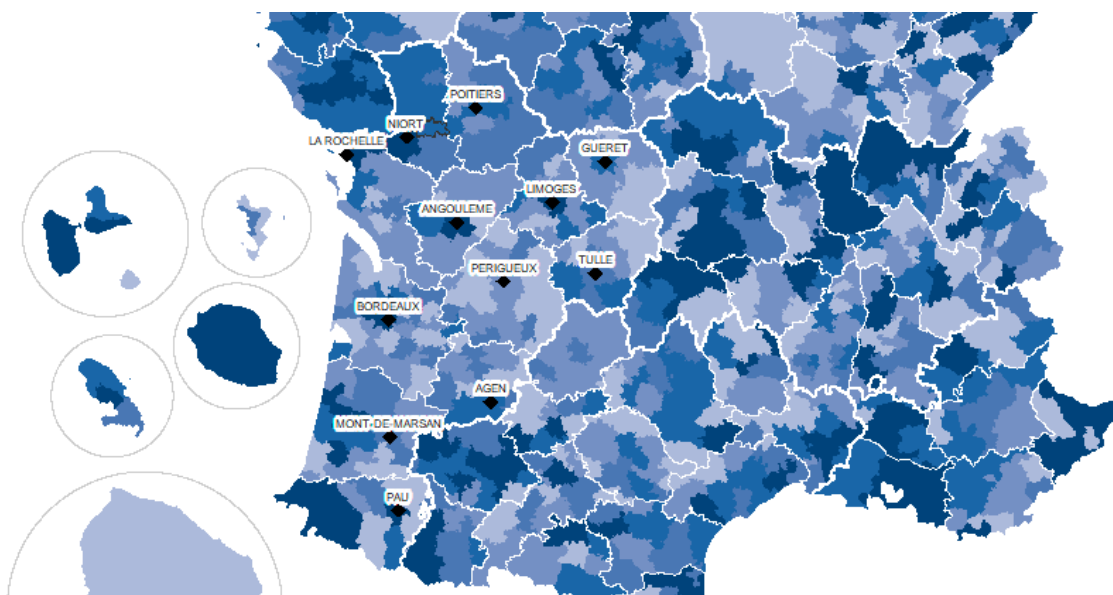 POITIERS
NIORT
LA ROCHELLE
GUERET
LIMOGES
ANGOULEME
PERIGUEUX
TULLE
BORDEAUX
AGEN
MONT-DE-MARSAN
PAU